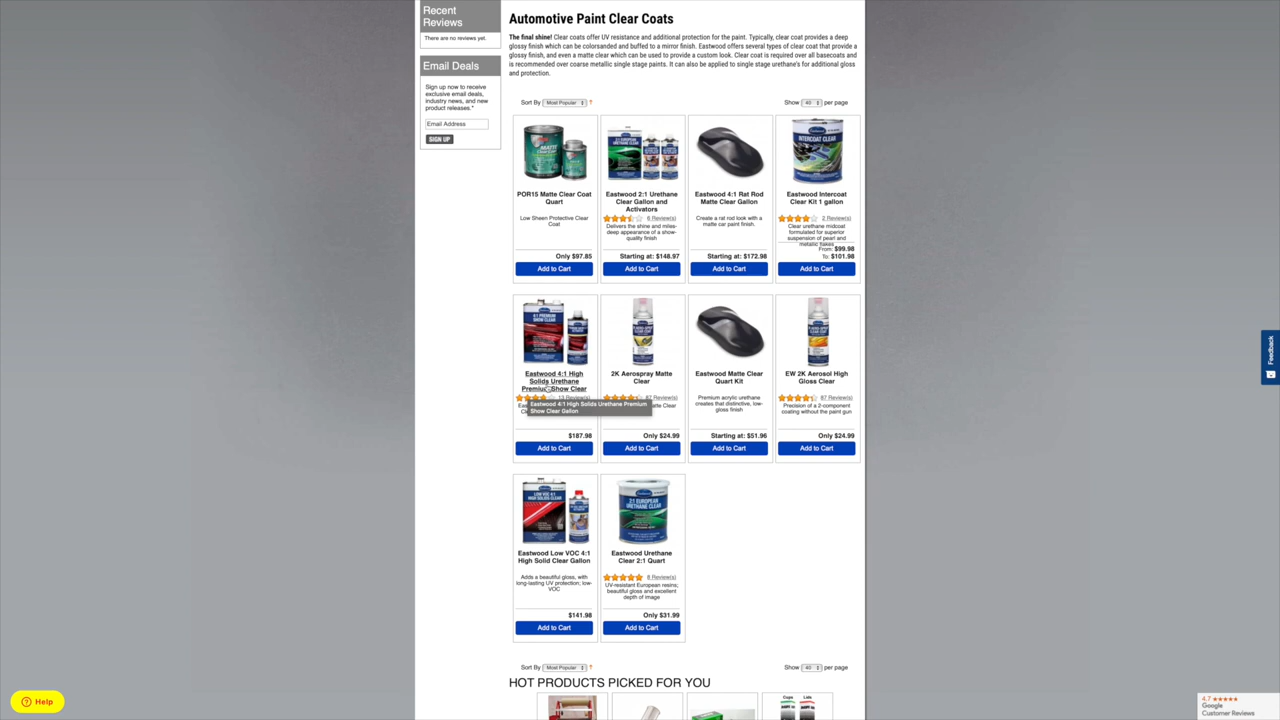 Recent
Reviews
There are no reviews yet.
Email Deals
Sign up now to receive
exclusive email deals,
industry news, and new
product releases.*
Email Address
SIGN UP
Automotive Paint Clear Coats
The final shine! Clear coats offer UV resistance and additional protection for the paint. Typically, clear coat provides a deep
glossy finish which can be colorsanded and buffed to a mirror finish. Eastwood offers several types of clear coat that provide a
glossy finish, and even a matte clear which can be used to provide a custom look. Clear coat is required over all basecoats and
is recommended over coarse metallic single stage paints. It can also be applied to single stage urethane's for additional gloss
and protection.
Sort By Most Popular
Show 40 per page
POR15 Matte Clear Coat
Quart
Low Sheen Protective Clear
Coat
Only $97.85
Add to Cart
Eastwood 2:1 Urethane
Clear Gallon and
Activators
6 Review(s)
Delivers the shine and miles-
deep appearance of a show-
quality finish
Starting at: $148.97
Add to Cart
Eastwood 4:1 Rat Rod
Matte Clear Gallon
Create a rat rod look with a
matte car paint finish.
Starting at: $172.98
Add to Cart
INTERCOAT CLEAR
Eastwood Intercoat
Clear Kit 1 gallon
2 Review(s)
Clear urethane midcoat
formulated for superior
suspension of pearl and
metallic flakes
From: $99.98
To: $101.98
Add to Cart
Eastwood 4:1 High
Solids Urethane
Premium Show Clear
13 Review(s)
Eastwood 4:1 High Solids Urethane Premium
Show Clear Gallon
$187.98
Add to Cart
2K Aerospray Matte
Clear
87 Review(s)
Only $24.99
Add to Cart
Eastwood Matte Clear
Quart Kit
Premium acrylic urethane
creates that distinctive, low-
gloss finish
Starting at: $51.96
Add to Cart
EW 2K Aerosol High
Gloss Clear
87 Review(s)
Precision of a 2-component
coating without the paint gun
Only $24.99
Add to Cart
Eastwood Low VOC 4:1
High Solid Clear Gallon
Adds a beautiful gloss, with
long-lasting UV protection; low-
VOC
$141.98
Add to Cart
2:1 EUROPEAN
URETHANE CLEAR
Eastwood Urethane
Clear 2:1 Quart
8 Review(s)
UV-resistant European resins;
beautiful gloss and excellent
depth of image
Only $31.99
Add to Cart
Sort By Most Popular
Show 40 per page
HOT PRODUCTS PICKED FOR YOU
Cups
Lids
Feedback
Help
4.7
Google
Customer Reviews